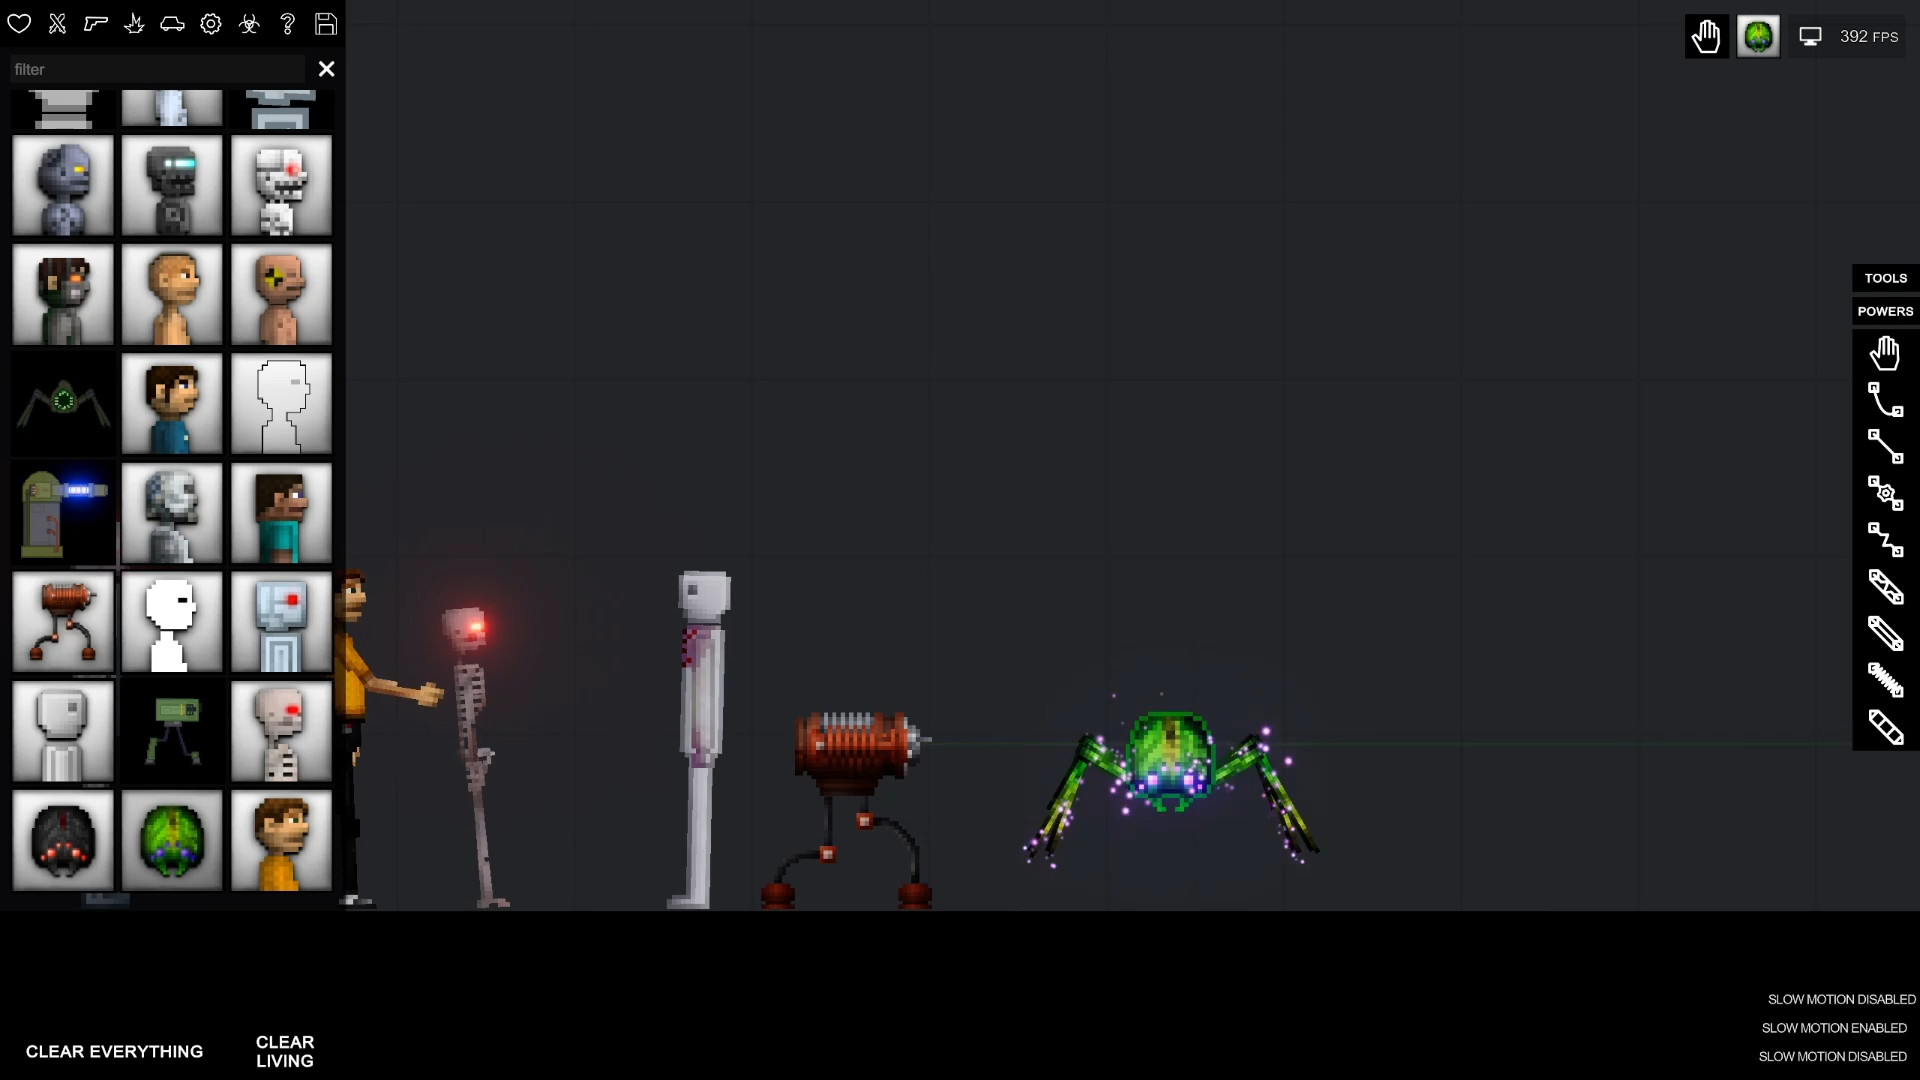 filter
392 FPS
TOOLS
POWERS
SLOW MOTION DISABLED
SLOW MOTION ENABLED
SLOW MOTION DISABLED
CLEAR EVERYTHING
CLEAR
LIVING